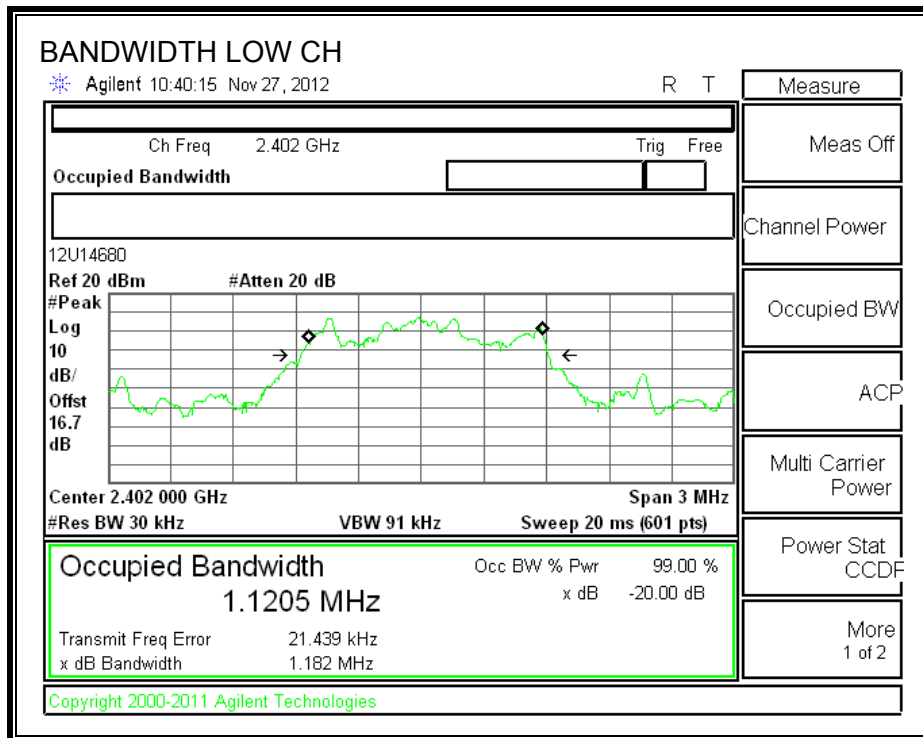 BANDWIDTH LOW CH
Agilent 10:40:15 Nov 27, 2012 R T
Measure
Ch Freq 2.402 GHz Trig Free
Occupied Bandwidth
Meas Off
Channel Power
12U14680
Ref 20 dBm #Atten 20 dB
#Peak
Log
10
dB/
Offst
16.7
dB
Occupied BW
ACP
Multi Carrier
Power
Center 2.402 000 GHz Span 3 MHz
#Res BW 30 kHz VBW 91 kHz Sweep 20 ms (601 pts)
Occupied Bandwidth Occ BW % Pwr 99.00 %
1.1205 MHz x dB -20.00 dB
Transmit Freq Error 21.439 kHz
x dB Bandwidth 1.182 MHz
Power Stat
CCDF
More
1 of 2
Copyright 2000-2011 Agilent Technologies